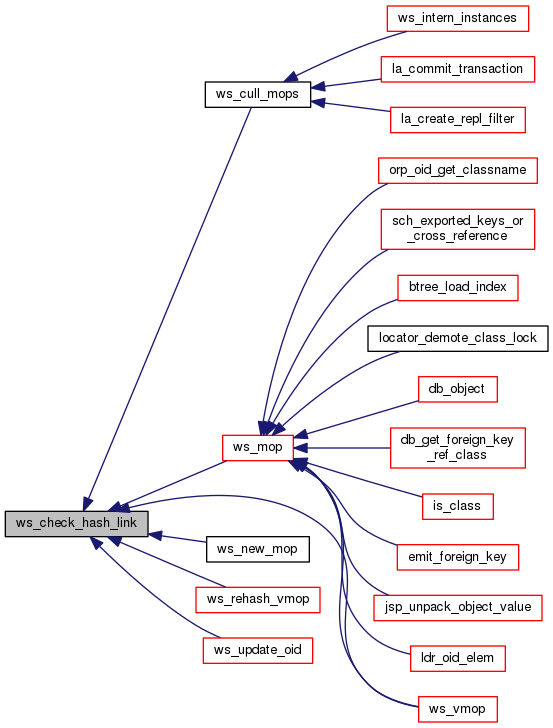 ws_intern_instances
la_commit_transaction
ws_cull_mops
la_create_repl_filter
orp_oid_get_classname
sch_exported_keys_or
_cross_reference
btree_load_index
locator_demote_class_lock
db_object
ws_mop
db_get_foreign_key
_ref_class
is_class
ws_check_hash_link
ws_new_mop
emit_foreign_key
ws_rehash_vmop
jsp_unpack_object_value
ws_update_oid
ldr_oid_elem
ws_vmop